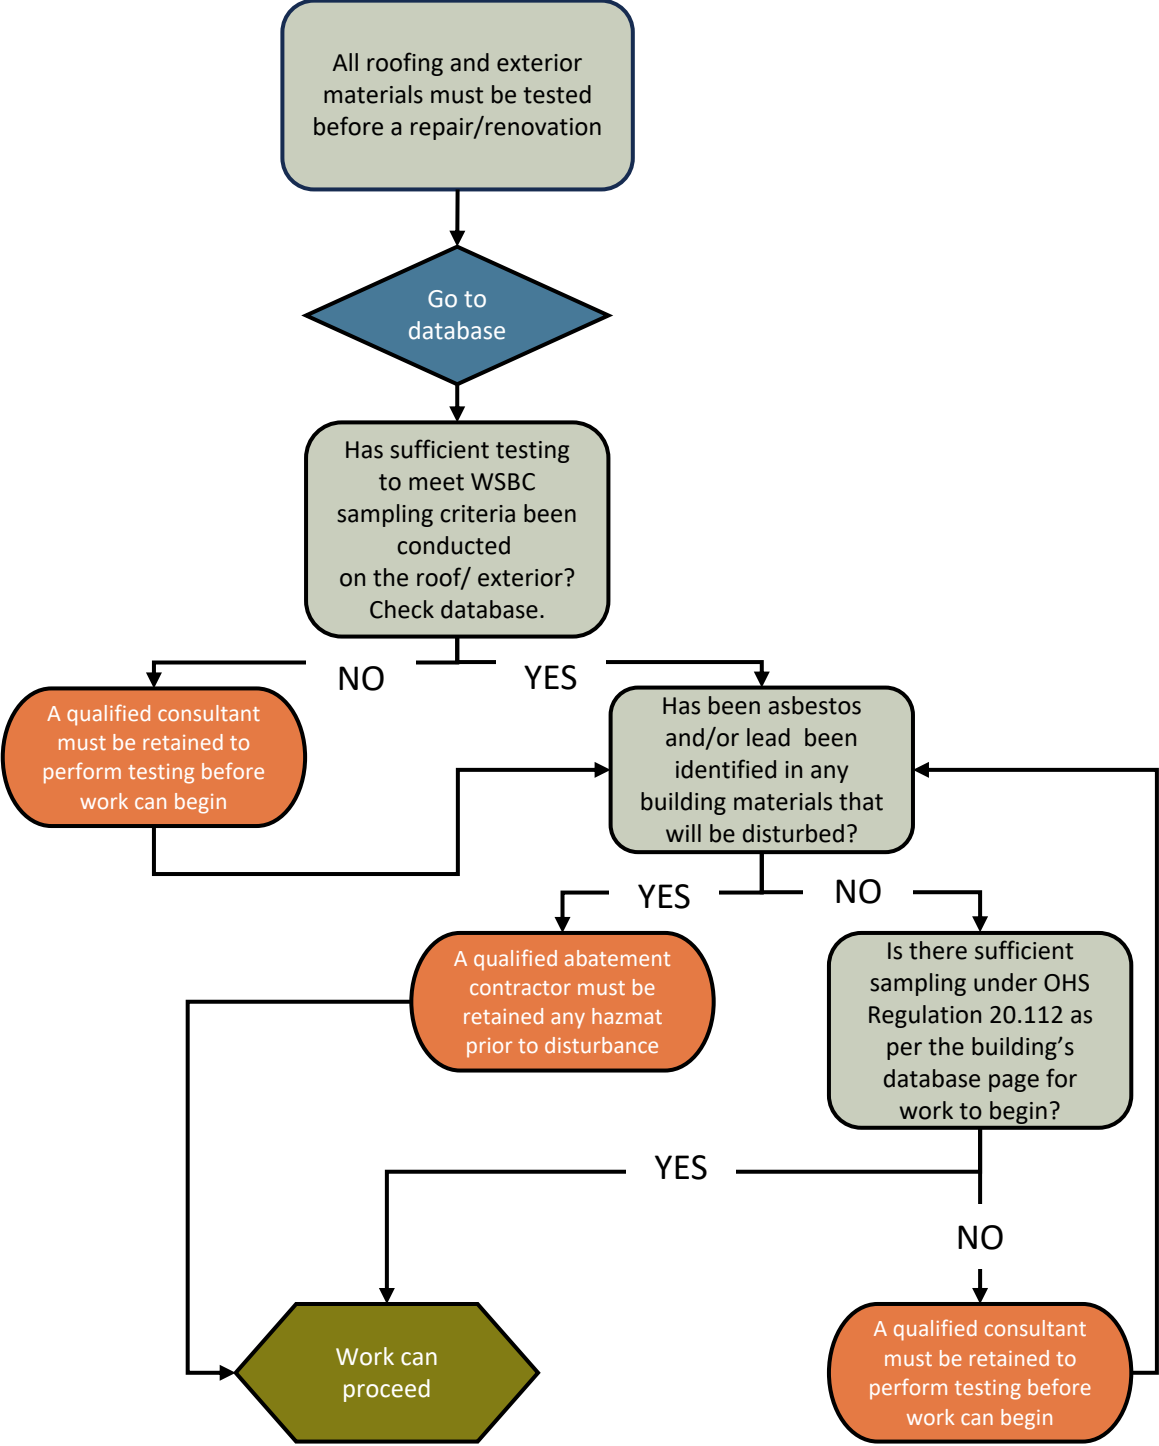 All roofing and exterior
materials must be tested
before a repair/renovation
Go to
database
Has sufficient testing
to meet WSBC
sampling criteria been
conducted
on the roof/ exterior?
Check database.
NO
YES
A qualified consultant
must be retained to
perform testing before
work can begin
Has been asbestos
and/or lead been
identified in any
building materials that
will be disturbed?
YES
NO
A qualified abatement
contractor must be
retained any hazmat
prior to disturbance
Is there sufficient
sampling under OHS
Regulation 20.112 as
per the building’s
database page for
work to begin?
YES
NO
Work can
proceed
A qualified consultant
must be retained to
perform testing before
work can begin